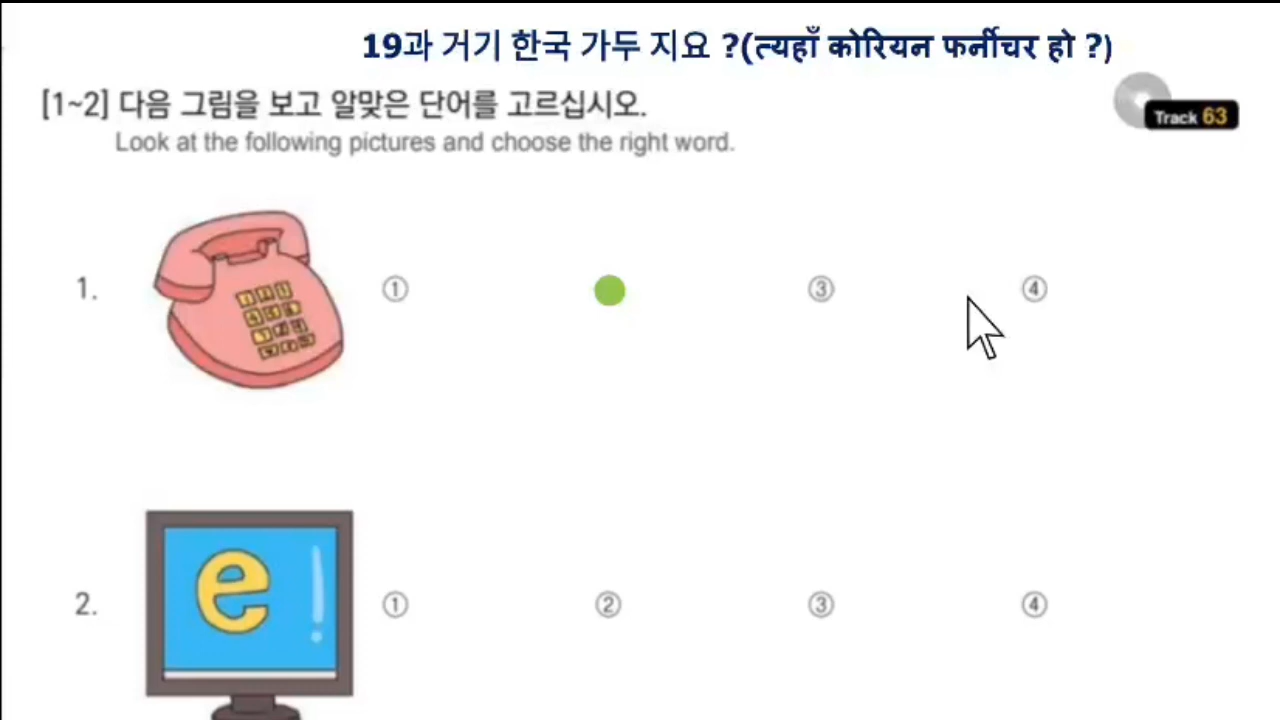 19과 거기 한국 가두 지요 ?(त्यहाँ कोरियन फर्नीचर हो ?)
[1~2] 다음 그림을 보고 알맞은 단어를 고르십시오.
Track 63
Look at the following pictures and choose the right word.
1. ① ③ ④
2. e ① ② ③ ④